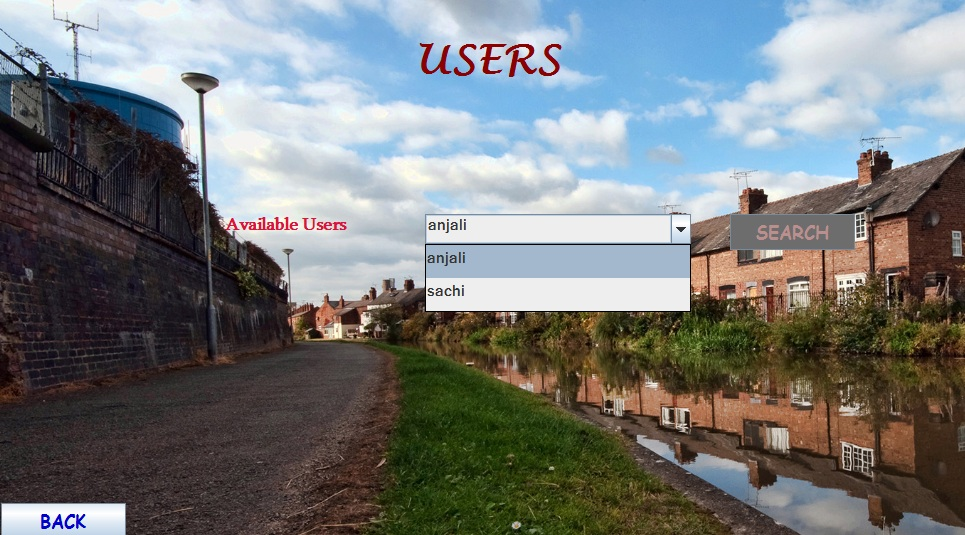 USERS
Available Users
anjali
SEARCH
anjali
sachi
BACK